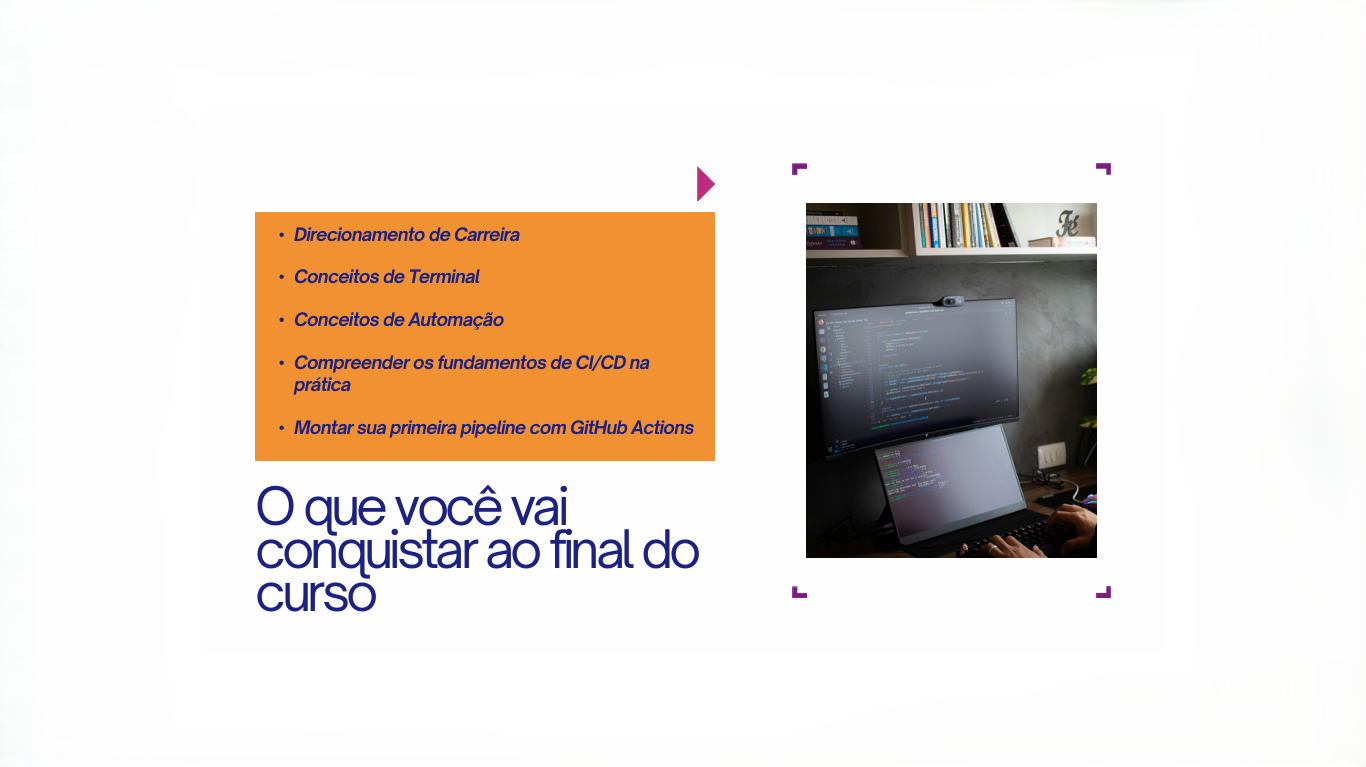 • Direcionamento de Carreira
• Conceitos de Terminal
• Conceitos de Automação
• Compreender os fundamentos de CI/CD na
prática
• Montar sua primeira pipeline com GitHub Actions
O que você vai
conquistar ao final do
curso
Fé